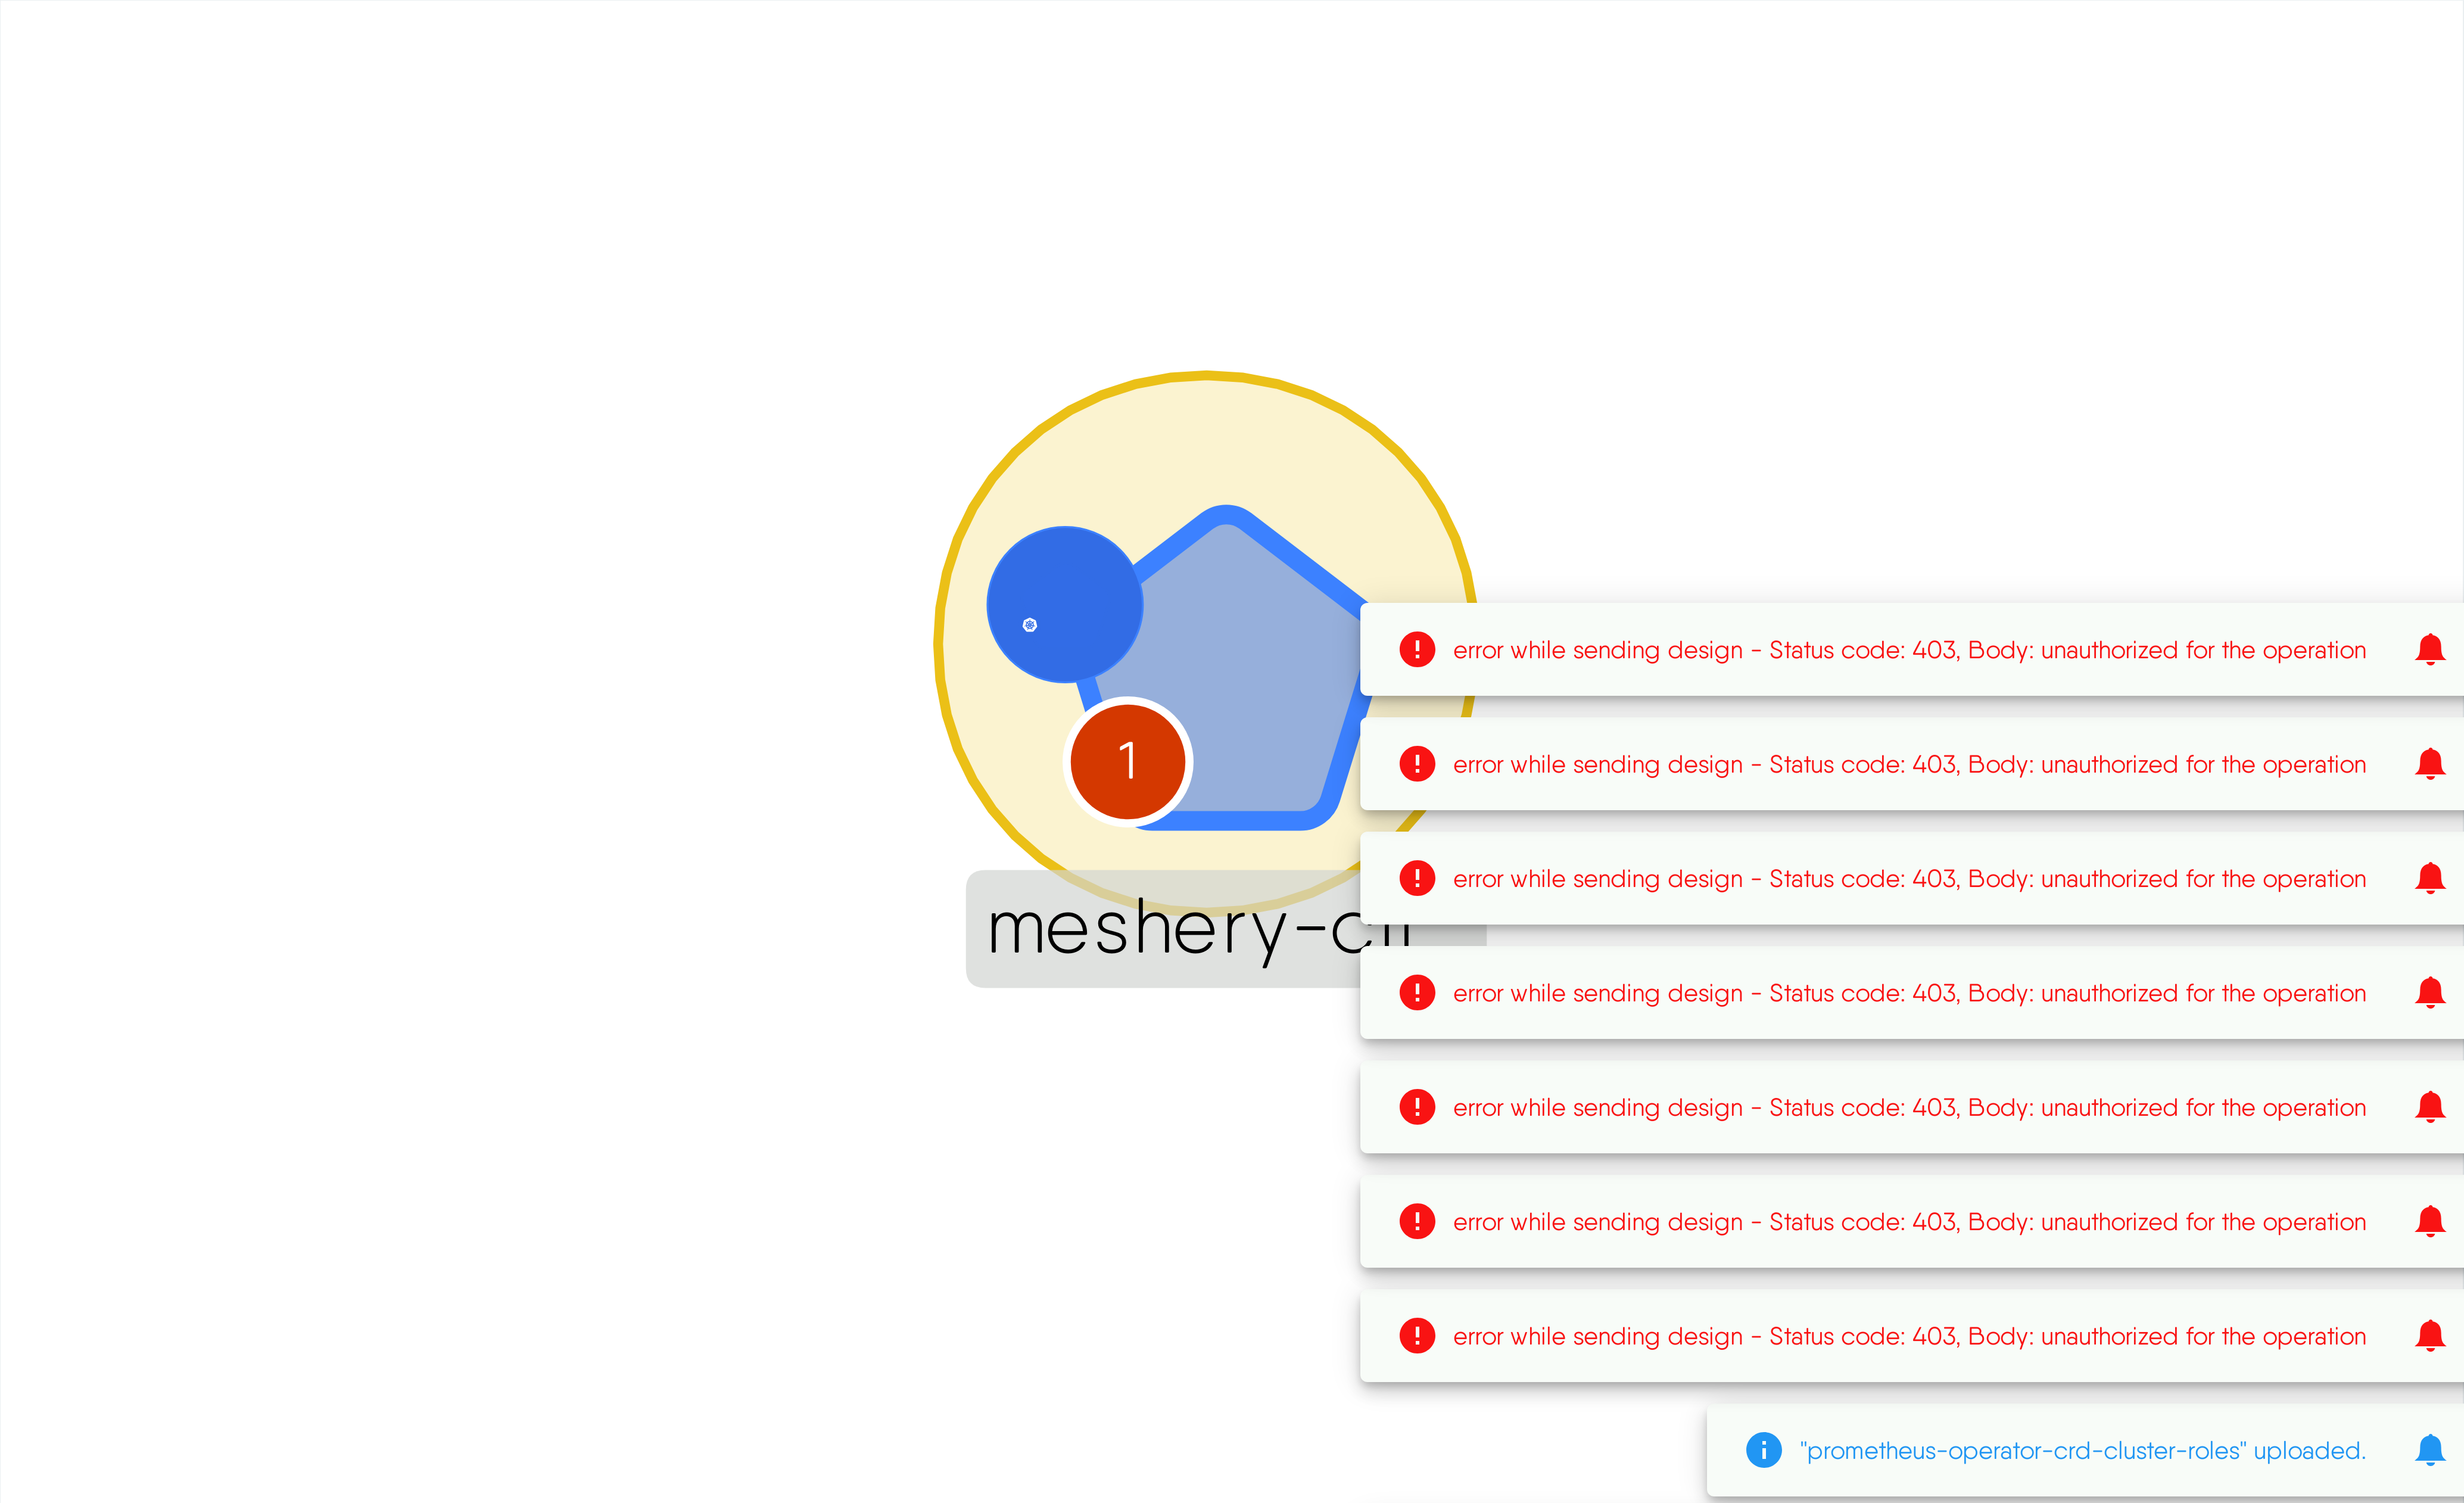 error while sending design - Status code: 403, Body: unauthorized for the operation
1
error while sending design - Status code: 403, Body: unauthorized for the operation
error while sending design - Status code: 403, Body: unauthorized for the operation
meshery-
error while sending design - Status code: 403, Body: unauthorized for the operation
error while sending design - Status code: 403, Body: unauthorized for the operation
error while sending design - Status code: 403, Body: unauthorized for the operation
error while sending design - Status code: 403, Body: unauthorized for the operation
"prometheus-operator-crd-cluster-roles" uploaded.